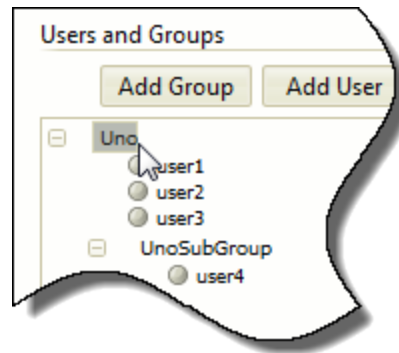 Users and Groups
Add Group Add User
Uno
user1
user2
user3
UnoSubGroup
user4